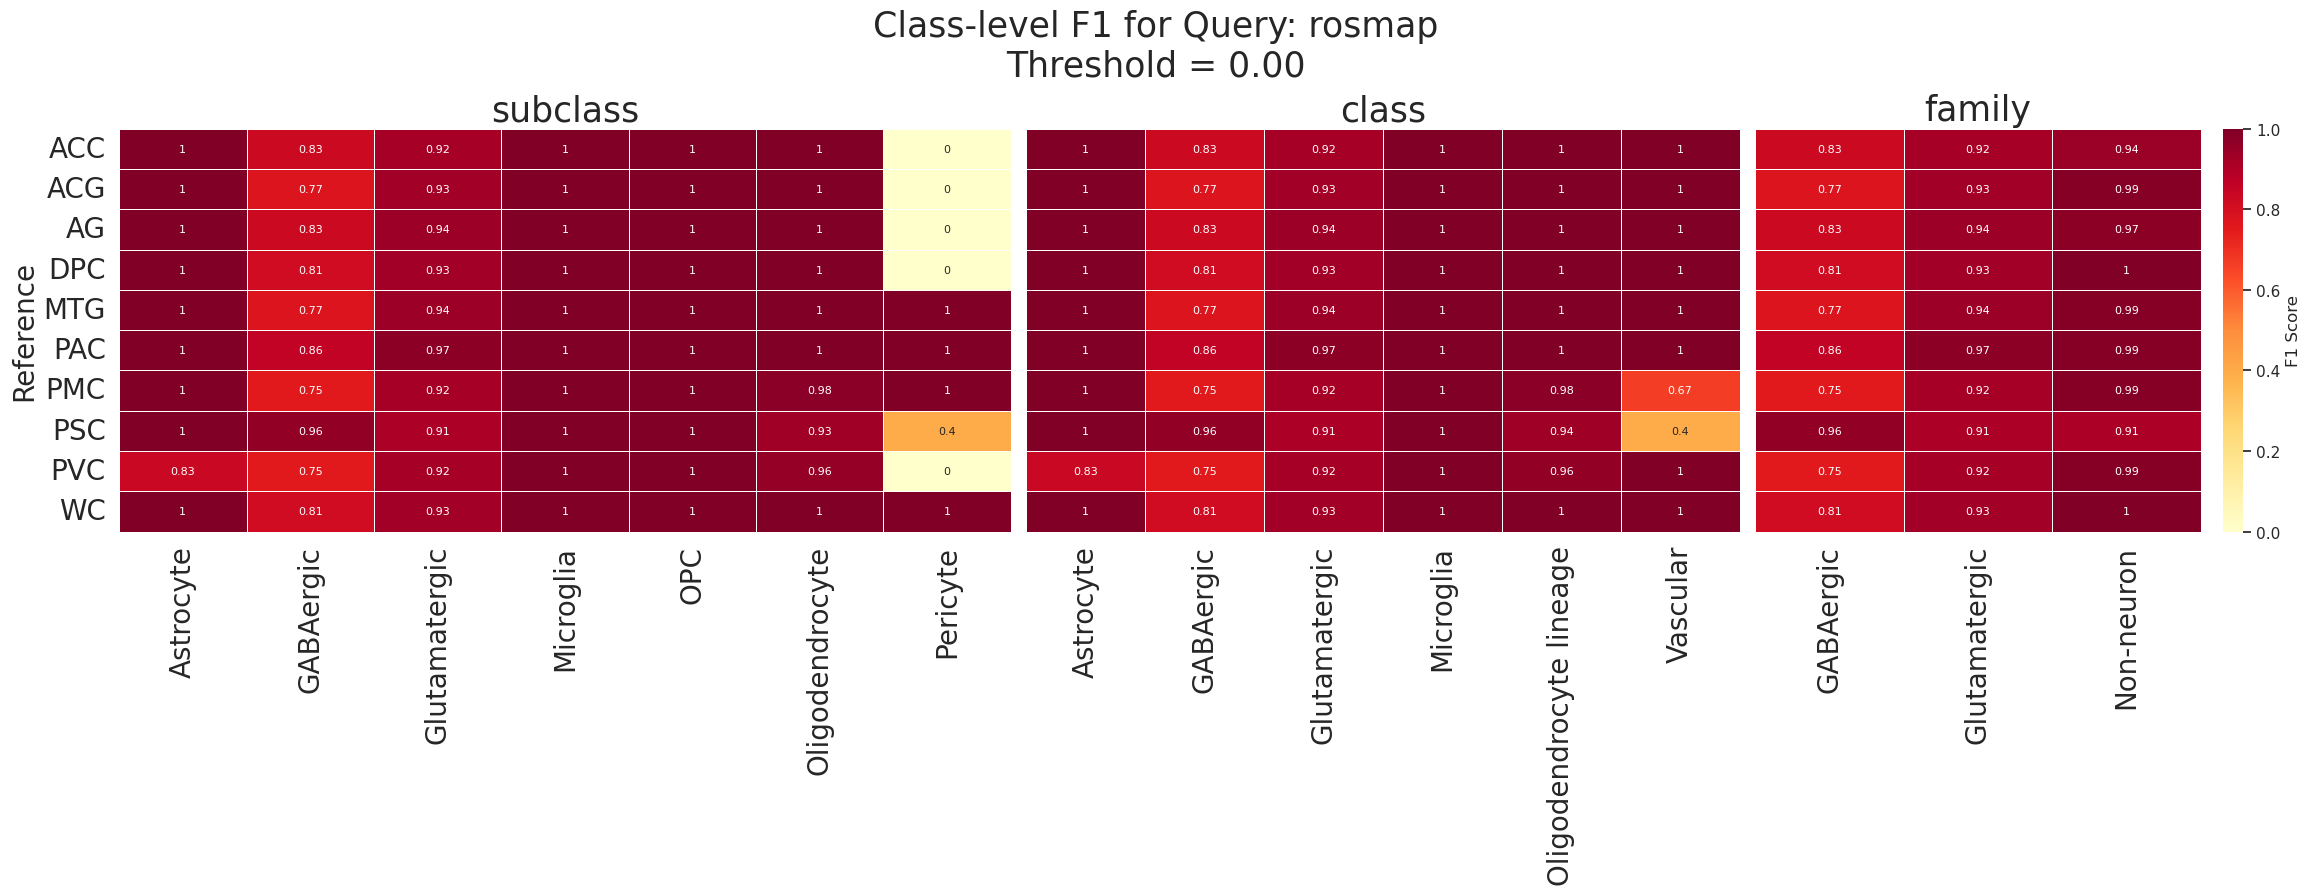 Class-level F1 for Query: rosmap
Threshold = 0.00
subclass class family
Reference
ACC 1 0.83 0.92 1 1 1 0 1 0.83 0.92 1 1 1 0.83 0.92 0.94
ACG 1 0.77 0.93 1 1 1 0 1 0.77 0.93 1 1 1 0.77 0.93 0.99
AG 1 0.83 0.94 1 1 1 0 1 0.83 0.94 1 1 1 0.83 0.94 0.97
DPC 1 0.81 0.93 1 1 1 0 1 0.81 0.93 1 1 1 0.81 0.93 1
MTG 1 0.77 0.94 1 1 1 1 1 0.77 0.94 1 1 1 0.77 0.94 0.99
PAC 1 0.86 0.97 1 1 1 1 1 0.86 0.97 1 1 1 0.86 0.97 0.99
PMC 1 0.75 0.92 1 1 0.98 1 1 0.75 0.92 1 0.98 0.67 0.75 0.92 0.99
PSC 1 0.96 0.91 1 1 0.93 0.4 1 0.96 0.91 1 0.94 0.4 0.96 0.91 0.91
PVC 0.83 0.75 0.92 1 1 0.96 0 0.83 0.75 0.92 1 0.96 1 0.75 0.92 0.99
WC 1 0.81 0.93 1 1 1 1 1 0.81 0.93 1 1 1 0.81 0.93 1
Astrocyte
GABAergic
Glutamatergic
Microglia
OPC
Oligodendrocyte
Pericyte
Astrocyte
GABAergic
Glutamatergic
Microglia
Oligodendrocyte lineage
Vascular
GABAergic
Glutamatergic
Non-neuron
1.0
0.8
0.6
0.4
0.2
0.0
F1 Score